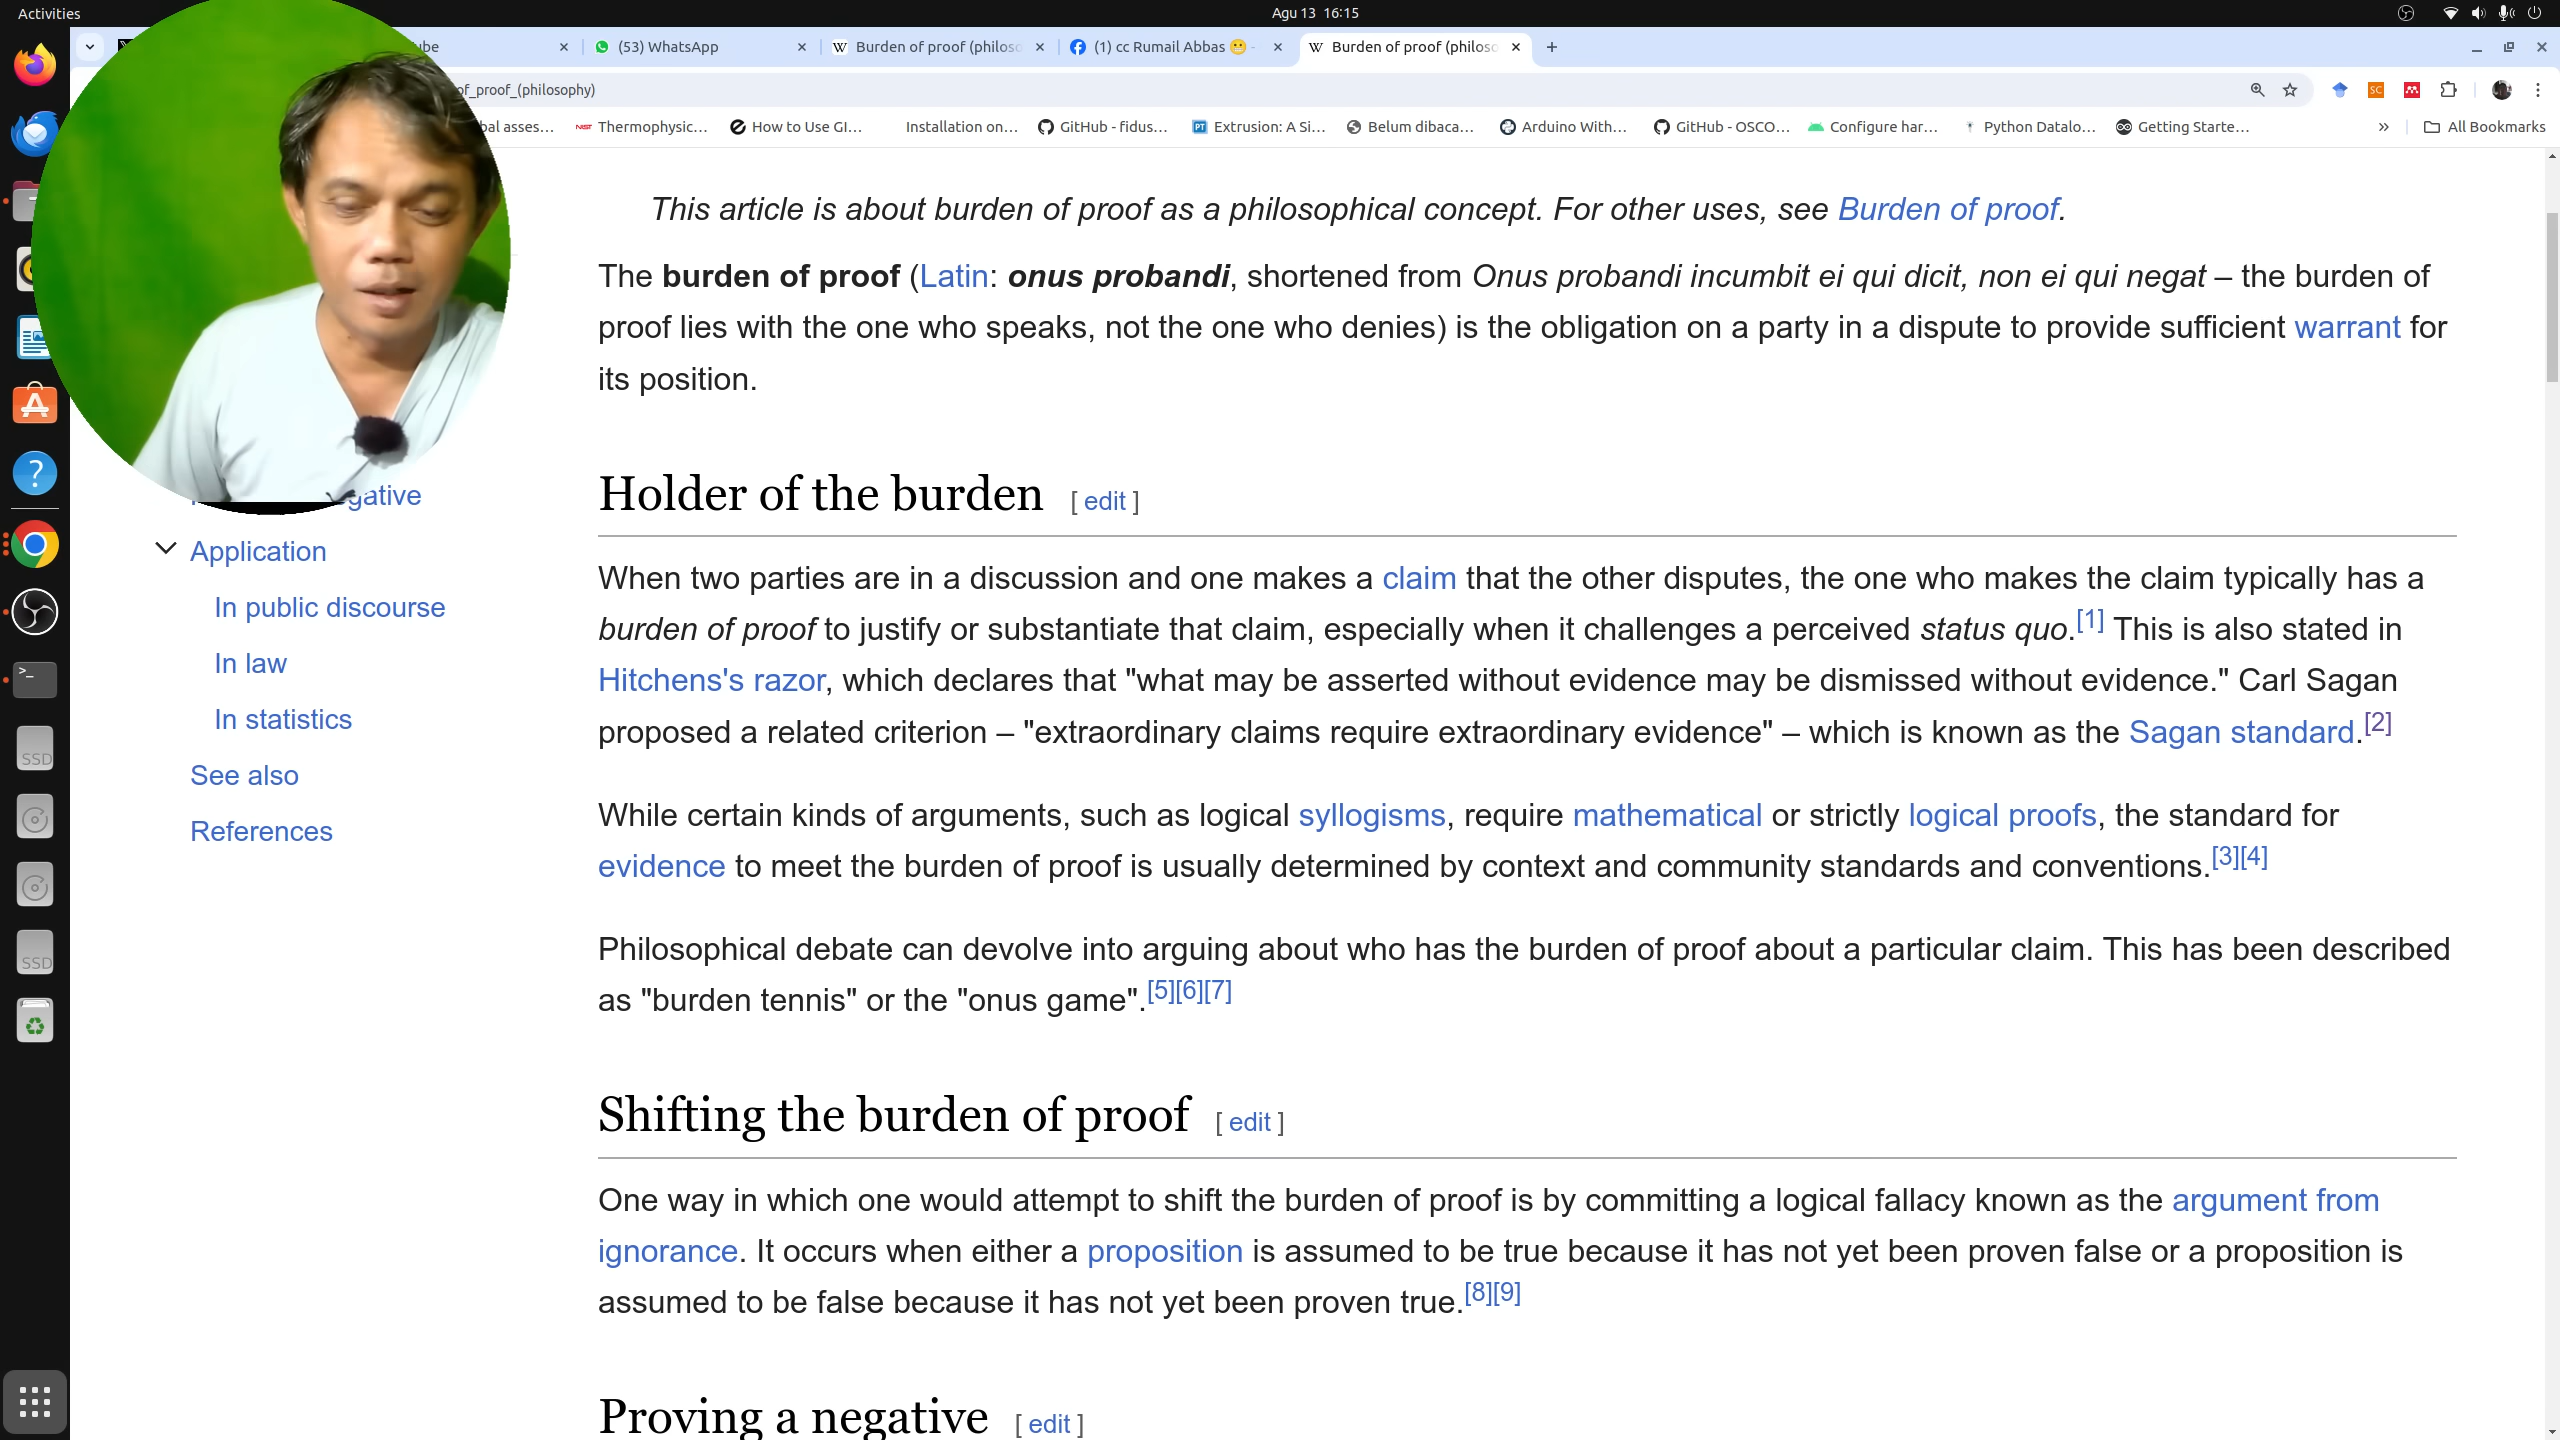 Activities
Agu 13 16:15
(53) WhatsApp
Burden of proof (philoso
(1) cc Rumail Abbas 😬 -
Burden of proof (philoso
of_proof_(philosophy)
bal asses…
Thermophysic…
How to Use GI…
Installation on…
GitHub - fidus…
Extrusion: A Si…
Belum dibaca…
Arduino With…
GitHub - OSCO…
Configure har…
Python Datalo…
Getting Starte…
»
All Bookmarks
This article is about burden of proof as a philosophical concept. For other uses, see Burden of proof.
The burden of proof (Latin: onus probandi, shortened from Onus probandi incumbit ei qui dicit, non ei qui negat – the burden of
proof lies with the one who speaks, not the one who denies) is the obligation on a party in a dispute to provide sufficient warrant for
its position.
gative
Application
In public discourse
In law
In statistics
See also
References
Holder of the burden [ edit ]
When two parties are in a discussion and one makes a claim that the other disputes, the one who makes the claim typically has a
burden of proof to justify or substantiate that claim, especially when it challenges a perceived status quo.[1] This is also stated in
Hitchens's razor, which declares that "what may be asserted without evidence may be dismissed without evidence." Carl Sagan
proposed a related criterion – "extraordinary claims require extraordinary evidence" – which is known as the Sagan standard.[2]
While certain kinds of arguments, such as logical syllogisms, require mathematical or strictly logical proofs, the standard for
evidence to meet the burden of proof is usually determined by context and community standards and conventions.[3][4]
Philosophical debate can devolve into arguing about who has the burden of proof about a particular claim. This has been described
as "burden tennis" or the "onus game".[5][6][7]
Shifting the burden of proof [ edit ]
One way in which one would attempt to shift the burden of proof is by committing a logical fallacy known as the argument from
ignorance. It occurs when either a proposition is assumed to be true because it has not yet been proven false or a proposition is
assumed to be false because it has not yet been proven true.[8][9]
Proving a negative [ edit ]
SSD
SSD